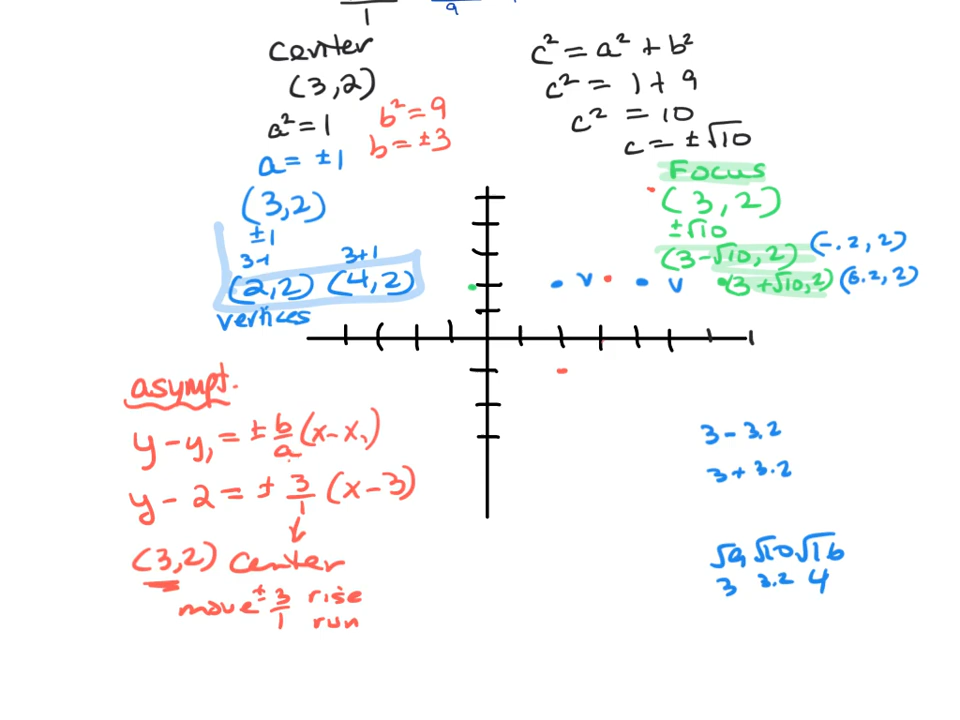 1
9
center
(3,2)
a² = 1
b² = 9
b = ±3
a = ±1
(3,2)
±1
3-1
3+1
(2,2) (4,2)
vertices
c² = a² + b²
c² = 1 + 9
c² = 10
c = ±√10
Focus
(3,2)
±√10
(3-√10, 2) (-.2, 2)
(3+√10, 2) (6.2, 2)
v
v
asympt.
y - y₁ = ± b/a (x - x₁)
y - 2 = ± 3/1 (x - 3)
(3,2) center
move ± 3/1 rise
run
3 - 3.2
3 + 3.2
√9 √10 √16
3 3.2 4